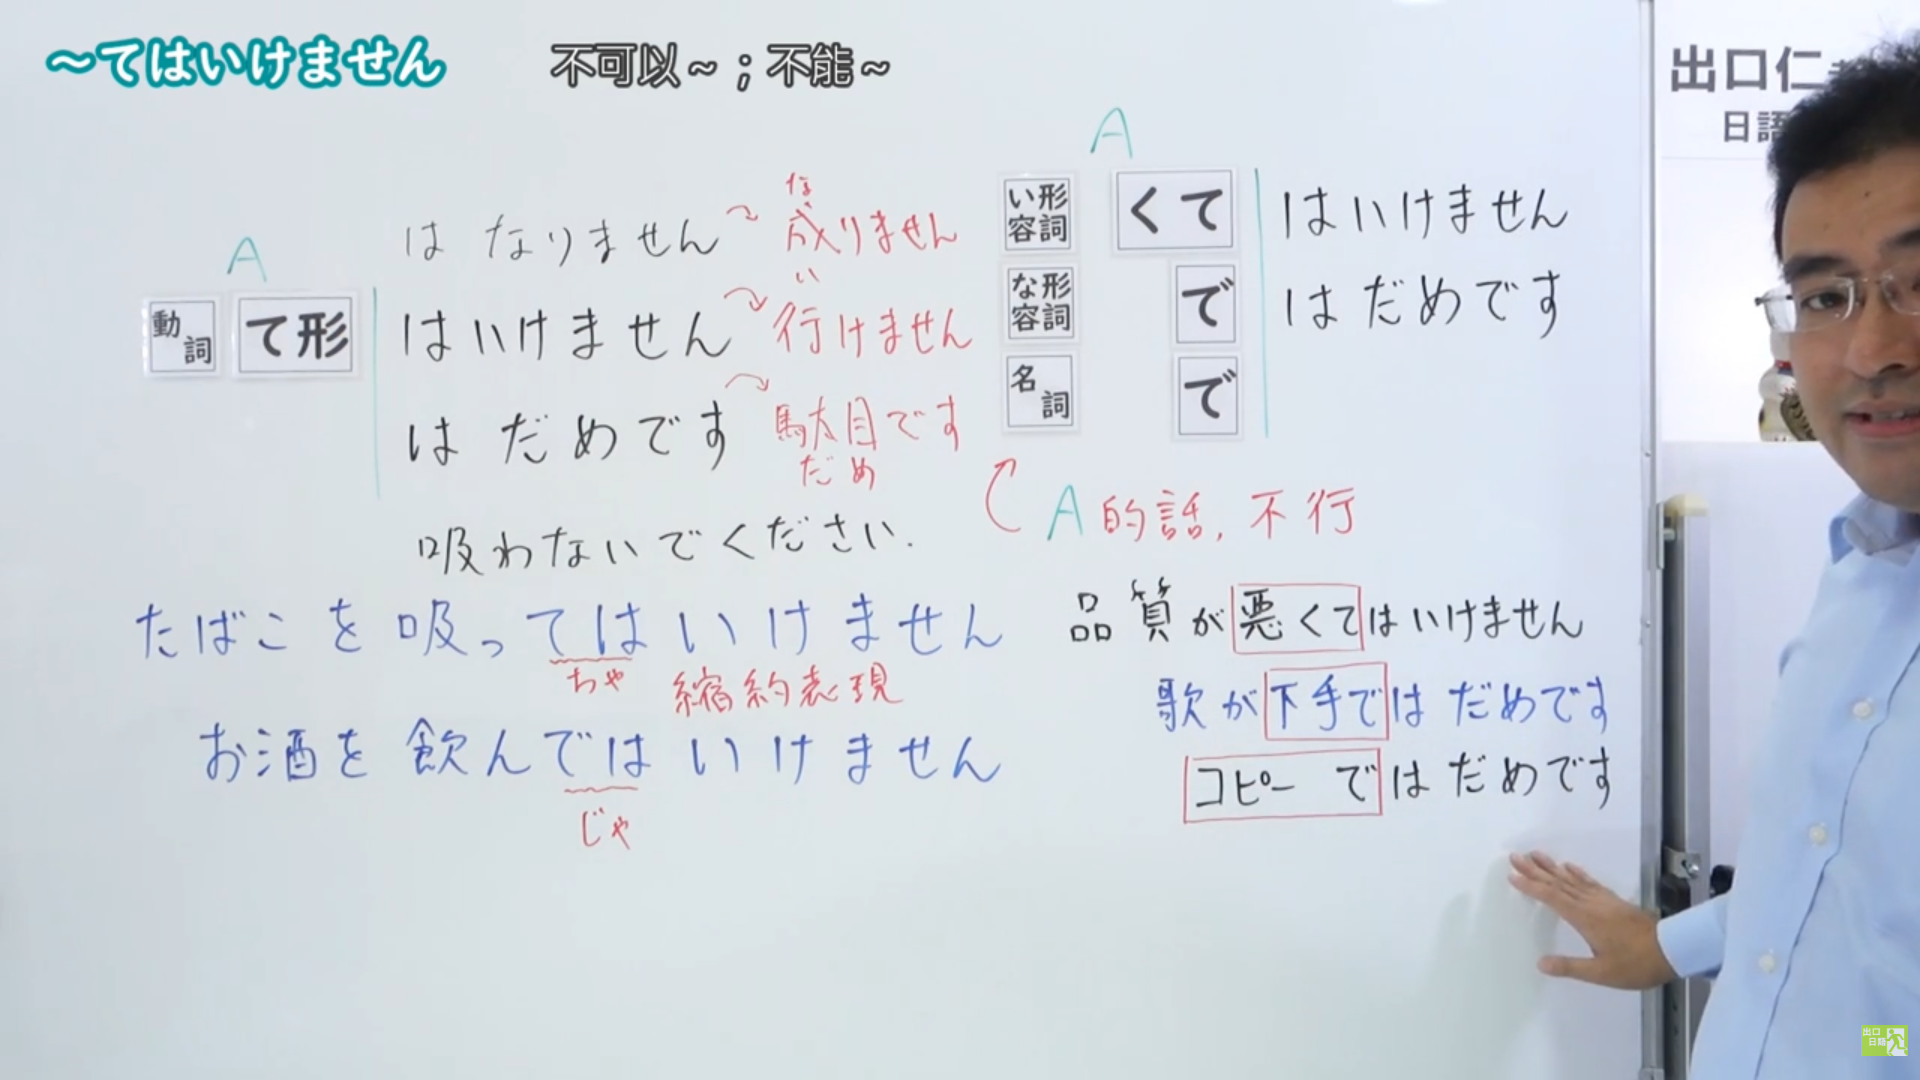 ～てはいけません　不可以～；不能～
出口仁
日語
A
動詞 て形
はなりません
な
成りません
はいけません
い
行けません
はだめです
駄目です
だめ
吸わないでください.
たばこを吸ってはいけません
ちゃ 縮約表現
お酒を飲んではいけません
じゃ
A
い形容詞 くて
な形容詞 で
名詞 で
はいけません
はだめです
A的話, 不行
品質が悪くてはいけません
歌が下手ではだめです
コピーではだめです
出口
日語